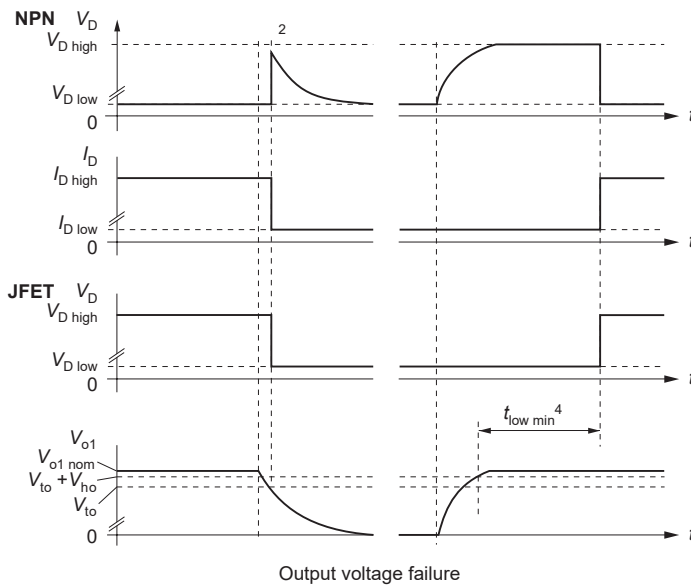 NPN V_D
2
V_D high
V_D low
0
t
I_D
I_D high
I_D low
0
t
JFET V_D
V_D high
V_D low
0
t
t_low min^4
V_o1
V_o1 nom
V_to + V_ho
V_to
0
t
Output voltage failure